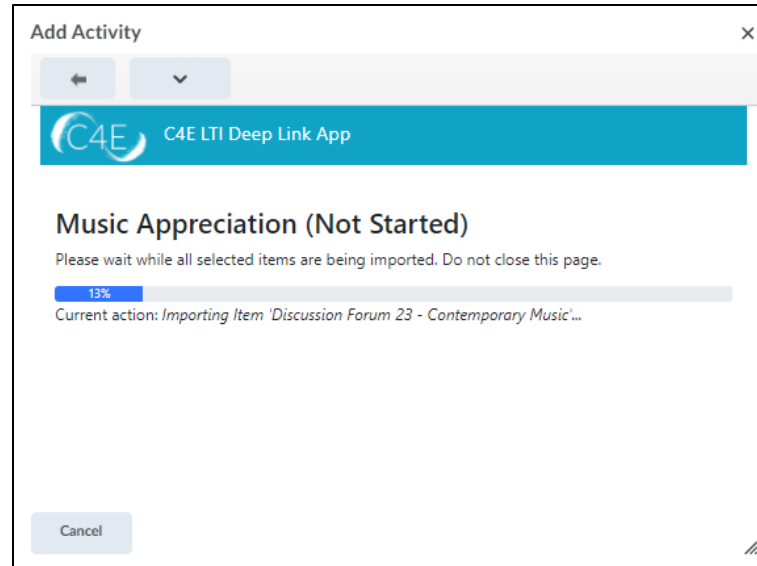 Add Activity
C4E
C4E LTI Deep Link App
Music Appreciation (Not Started)
Please wait while all selected items are being imported. Do not close this page.
13%
Current action: Importing Item 'Discussion Forum 23 - Contemporary Music'...
Cancel